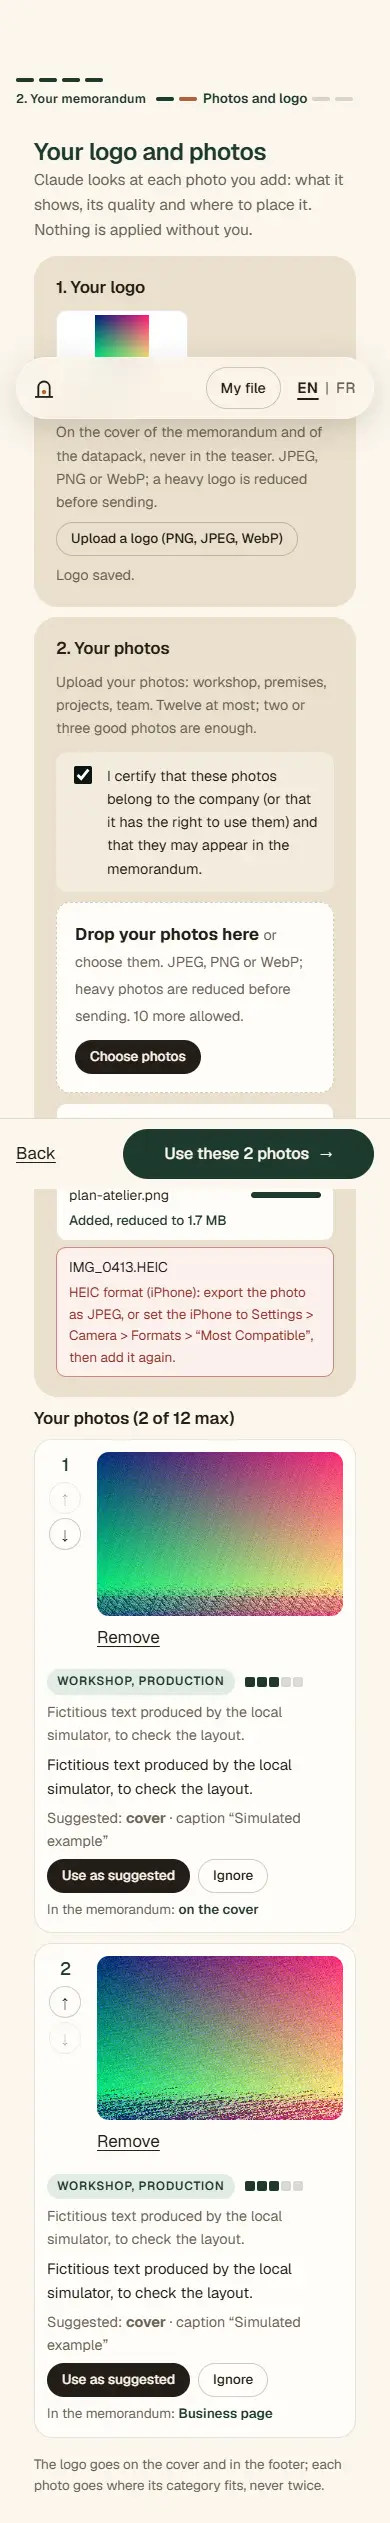 2. Your memorandum Photos and logo
Your logo and photos
Claude looks at each photo you add: what it
shows, its quality and where to place it.
Nothing is applied without you.
1. Your logo
My file EN | FR
On the cover of the memorandum and of
the datapack, never in the teaser. JPEG,
PNG or WebP; a heavy logo is reduced
before sending.
Upload a logo (PNG, JPEG, WebP)
Logo saved.
2. Your photos
Upload your photos: workshop, premises,
projects, team. Twelve at most; two or
three good photos are enough.
I certify that these photos
belong to the company (or that
it has the right to use them) and
that they may appear in the
memorandum.
Drop your photos here or
choose them. JPEG, PNG or WebP;
heavy photos are reduced before
sending. 10 more allowed.
Choose photos
Back Use these 2 photos →
plan-atelier.png
Added, reduced to 1.7 MB
IMG_0413.HEIC
HEIC format (iPhone): export the photo
as JPEG, or set the iPhone to Settings >
Camera > Formats > “Most Compatible”,
then add it again.
Your photos (2 of 12 max)
1
↑
↓
Remove
WORKSHOP, PRODUCTION
Fictitious text produced by the local
simulator, to check the layout.
Fictitious text produced by the local
simulator, to check the layout.
Suggested: cover · caption “Simulated
example”
Use as suggested Ignore
In the memorandum: on the cover
2
↑
↓
Remove
WORKSHOP, PRODUCTION
Fictitious text produced by the local
simulator, to check the layout.
Fictitious text produced by the local
simulator, to check the layout.
Suggested: cover · caption “Simulated
example”
Use as suggested Ignore
In the memorandum: Business page
The logo goes on the cover and in the footer; each
photo goes where its category fits, never twice.